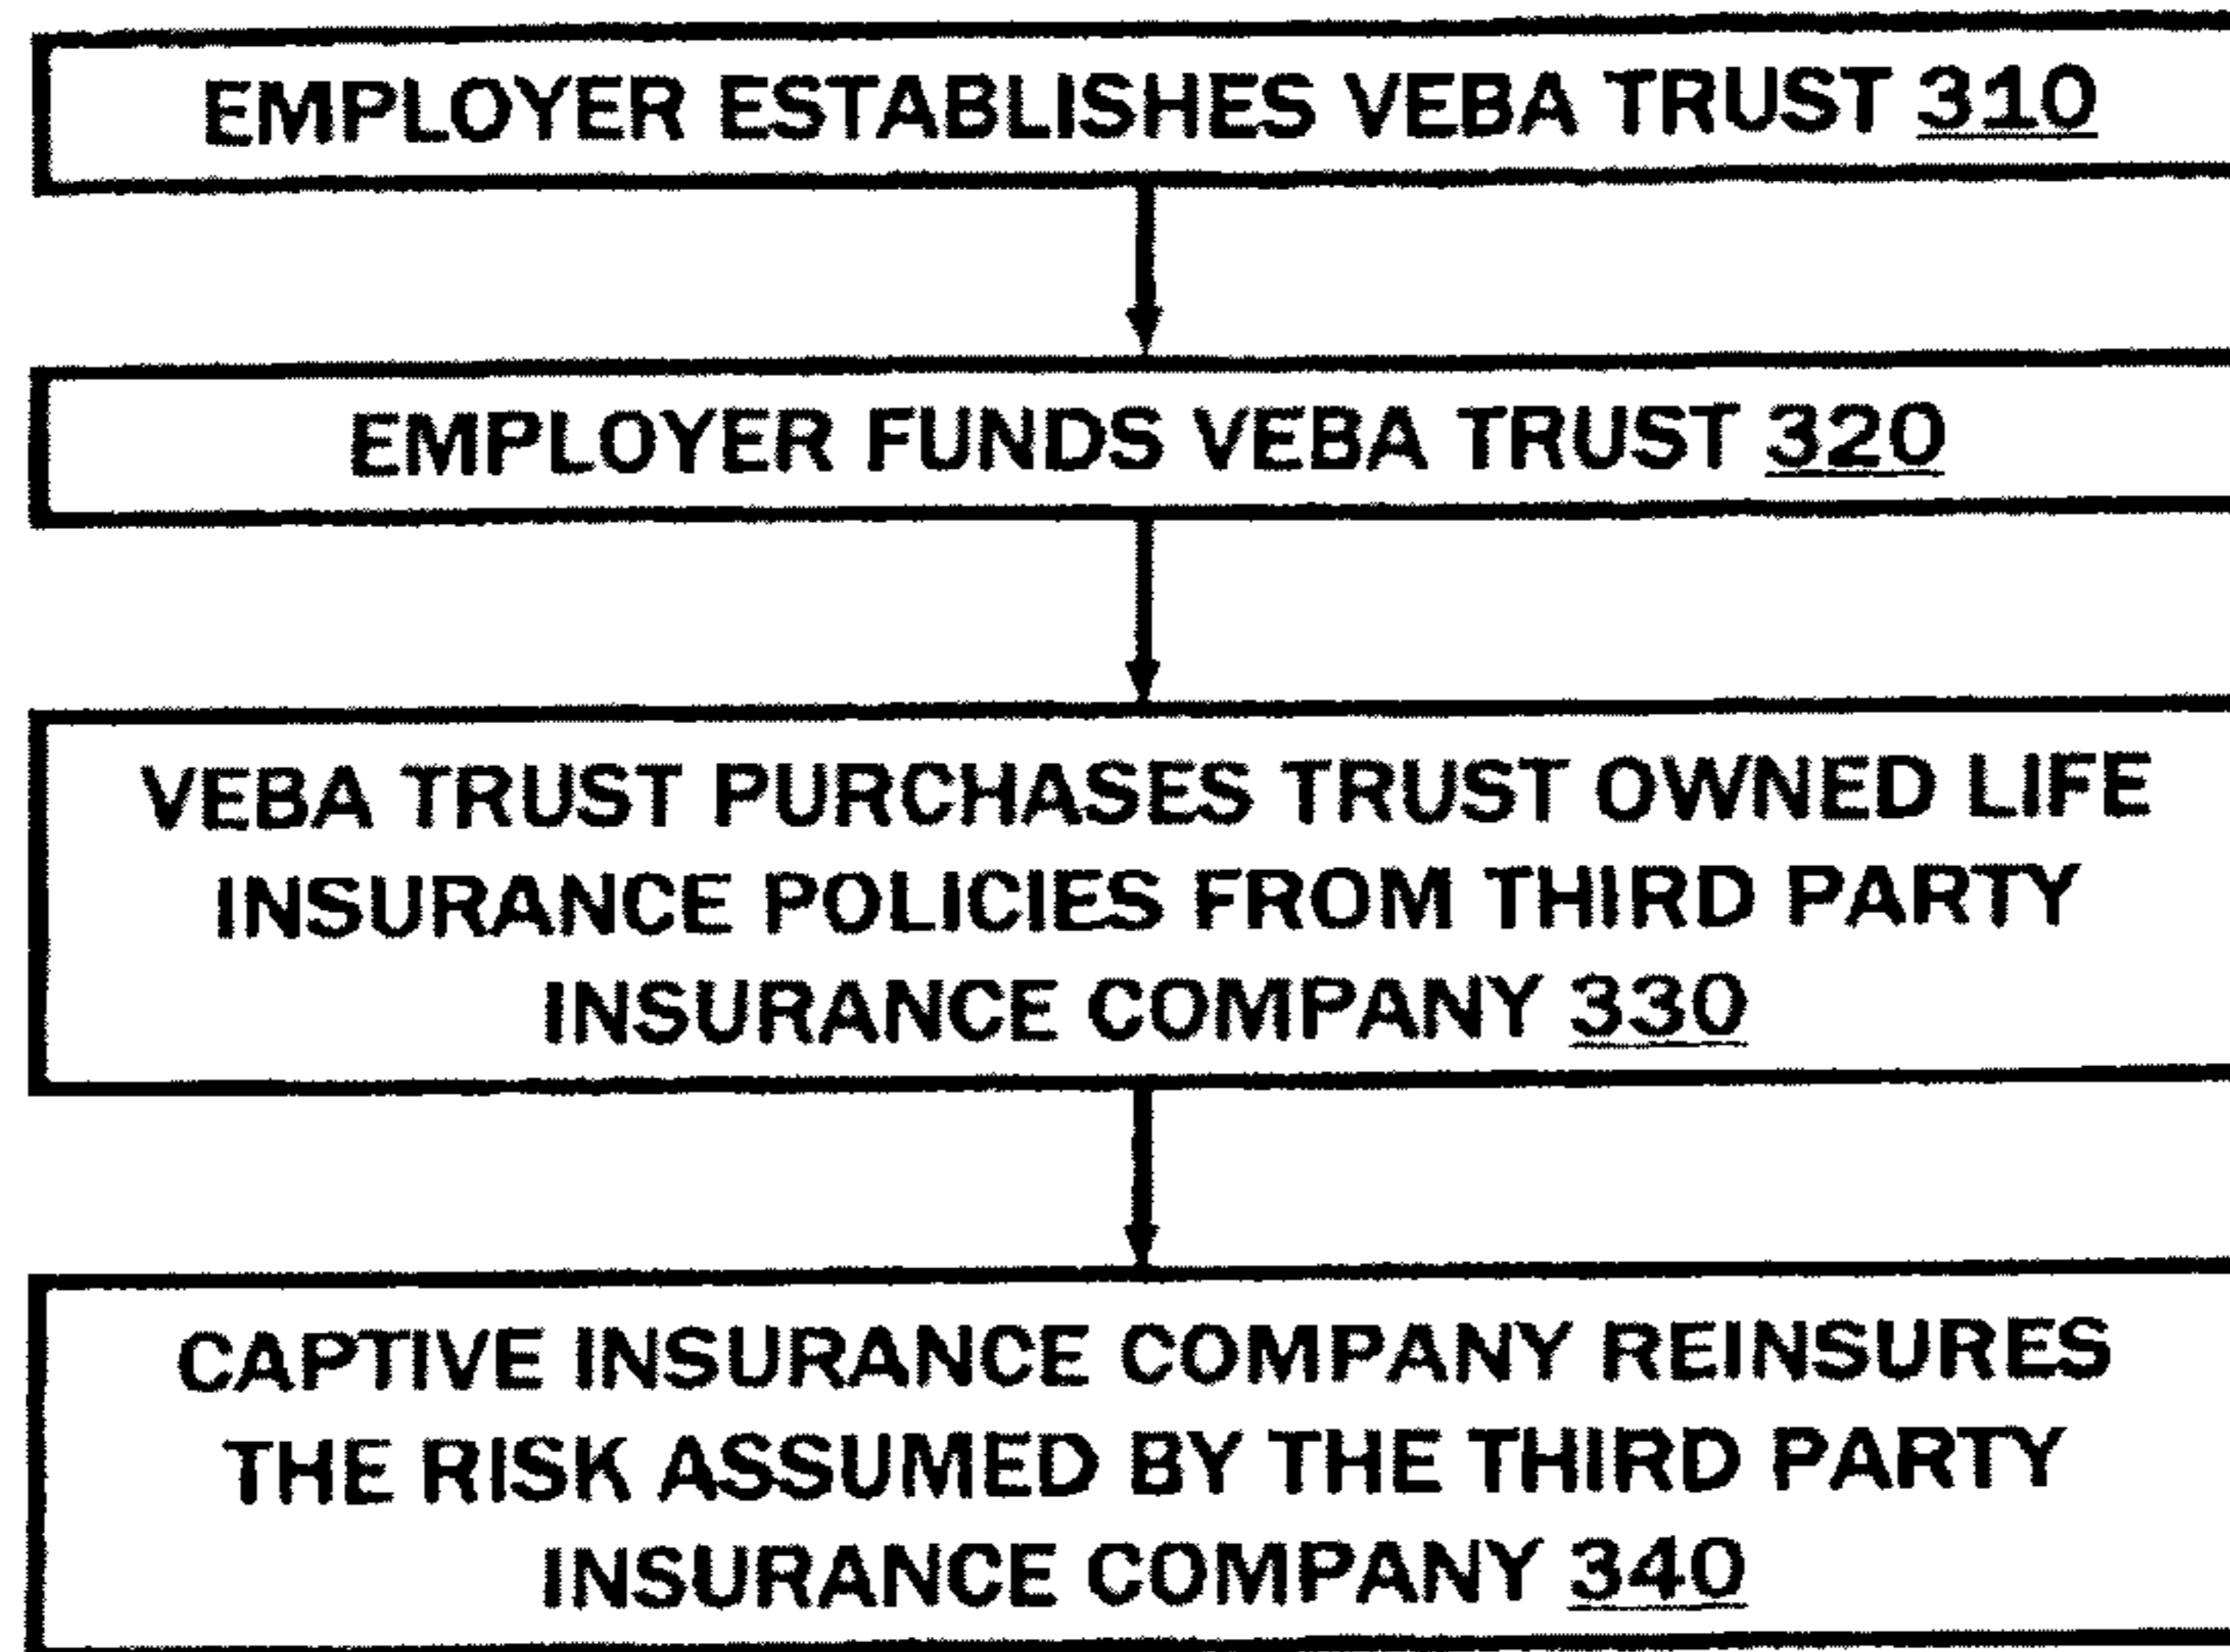 EMPLOYER ESTABLISHES VEBA TRUST 310
EMPLOYER FUNDS VEBA TRUST 320
VEBA TRUST PURCHASES TRUST OWNED LIFE
INSURANCE POLICIES FROM THIRD PARTY
INSURANCE COMPANY 330
CAPTIVE INSURANCE COMPANY REINSURES
THE RISK ASSUMED BY THE THIRD PARTY
INSURANCE COMPANY 340